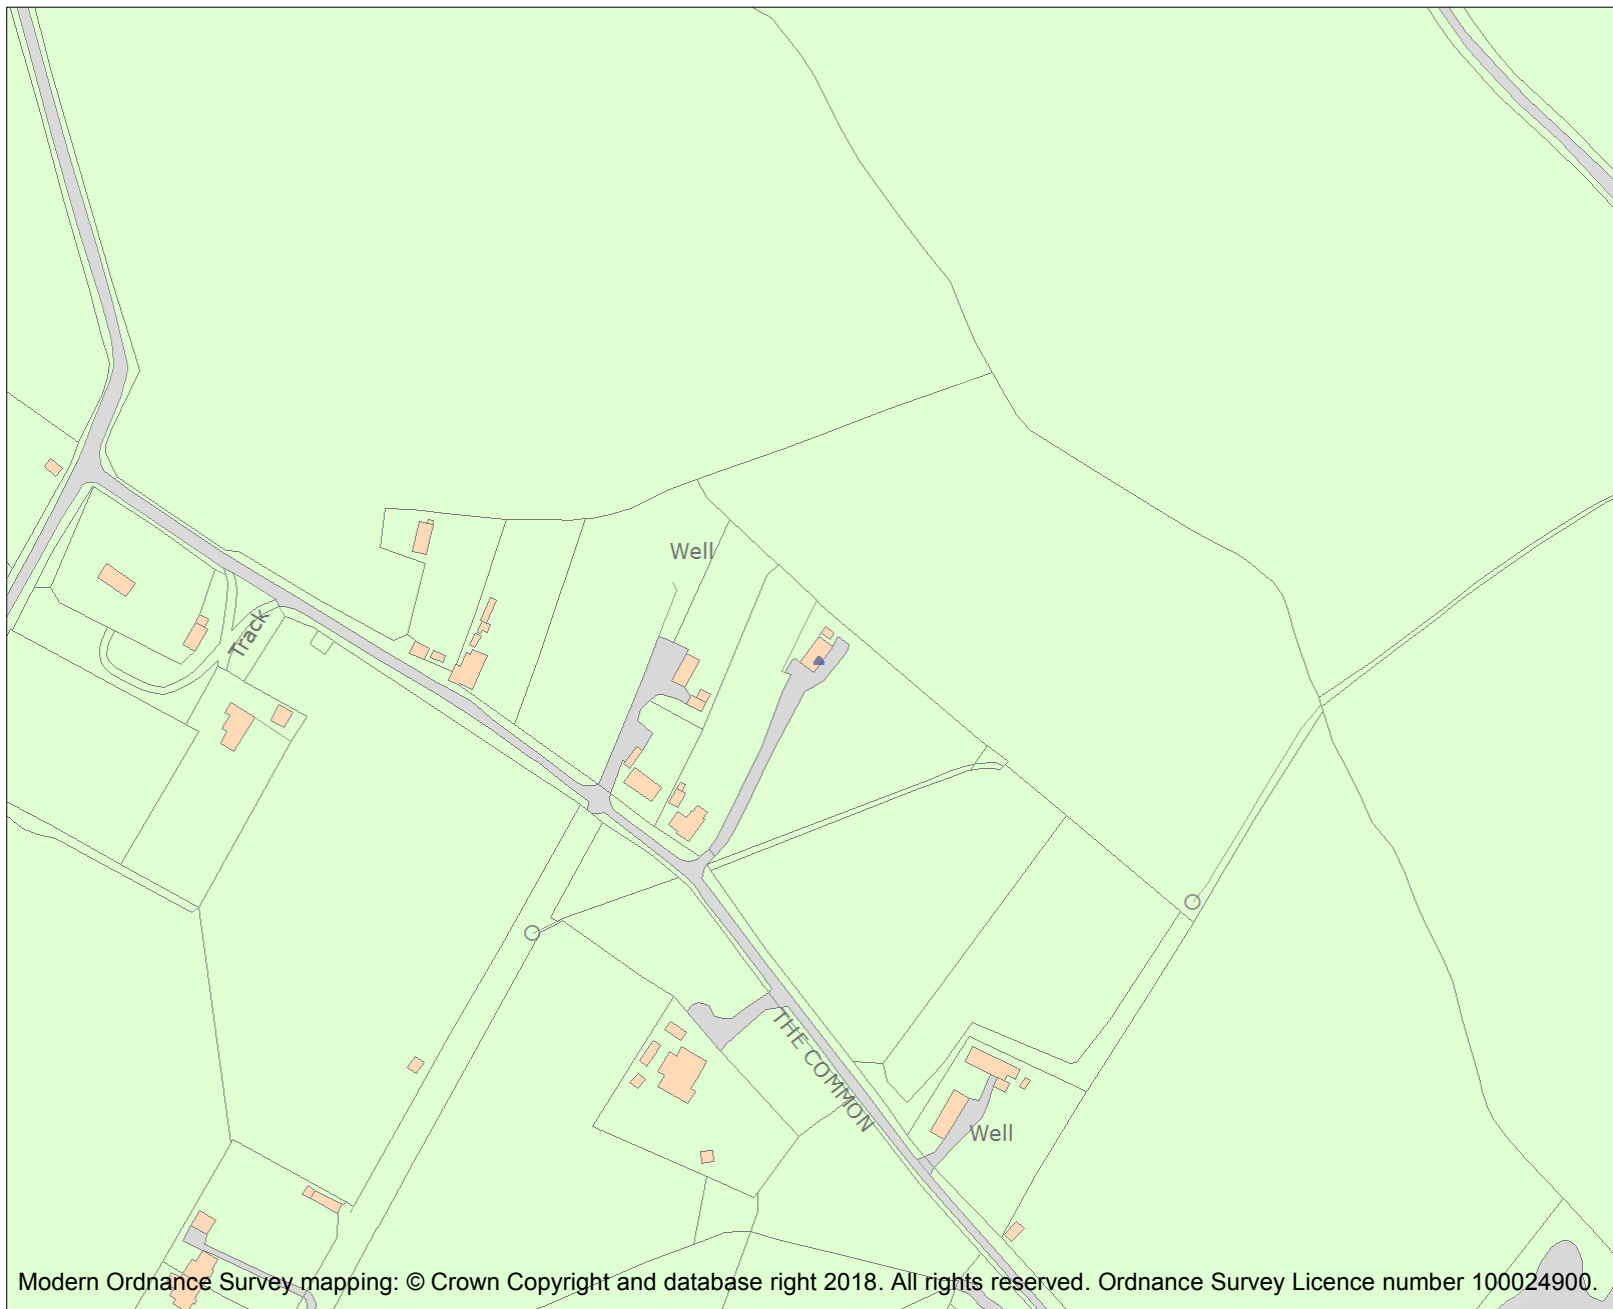 Well
Track
THE COMMON
Well
Modern Ordnance Survey mapping: © Crown Copyright and database right 2018. All rights reserved. Ordnance Survey Licence number 100024900.